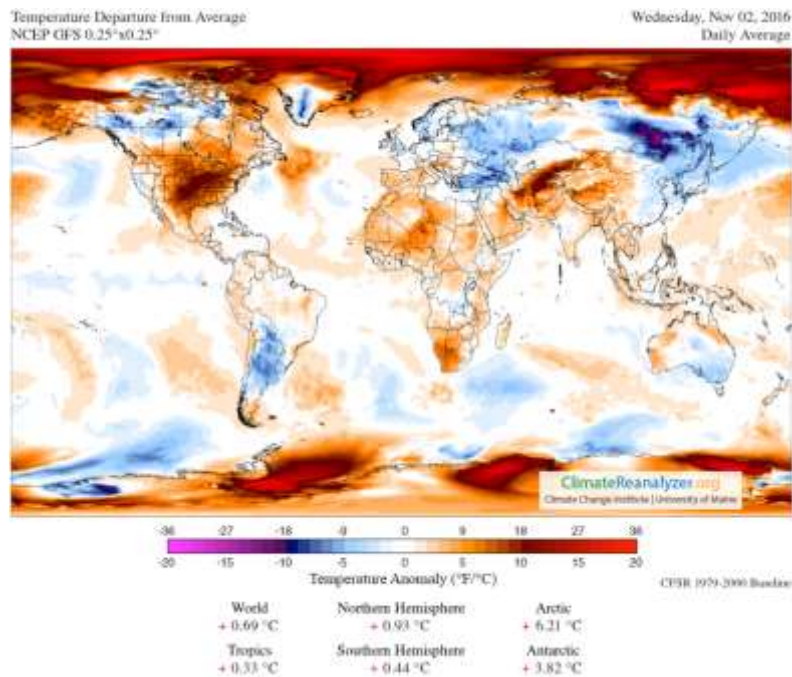 Temperature Departure from Average
NCEP GFS 0.25°x0.25°
Wednesday, Nov 02, 2016
Daily Average
ClimateReanalyzer.org
Climate Change Institute | University of Maine
-36 -27 -18 -9 0 9 18 27 36
-20 -15 -10 -5 0 5 10 15 20
Temperature Anomaly (°F/°C)
CFSR 1979-2000 Baseline
World Northern Hemisphere Arctic
+ 0.69 °C + 0.93 °C + 6.21 °C
Tropics Southern Hemisphere Antarctic
+ 0.33 °C + 0.44 °C + 3.82 °C